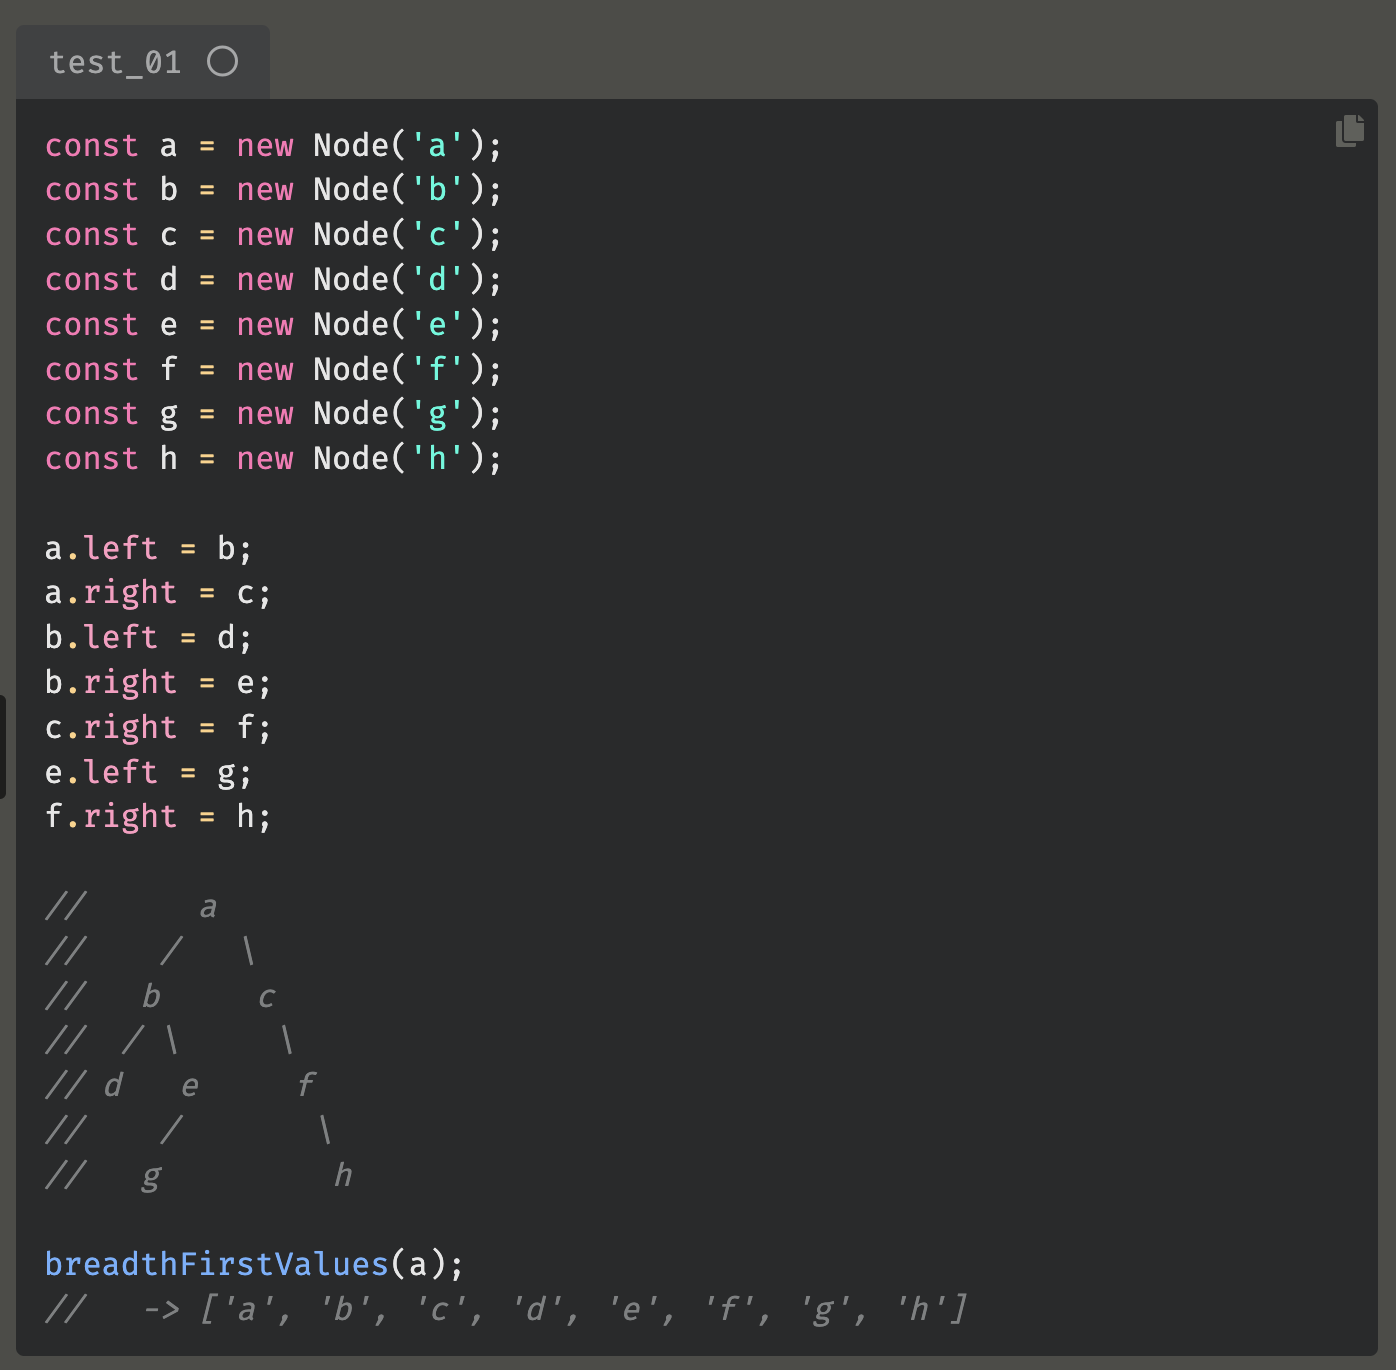 test_01
const a = new Node('a');
const b = new Node('b');
const c = new Node('c');
const d = new Node('d');
const e = new Node('e');
const f = new Node('f');
const g = new Node('g');
const h = new Node('h');

a.left = b;
a.right = c;
b.left = d;
b.right = e;
c.right = f;
e.left = g;
f.right = h;

//      a
//    /   \
//   b     c
//  / \     \
// d   e     f
//    /       \
//   g         h

breadthFirstValues(a);
//   -> ['a', 'b', 'c', 'd', 'e', 'f', 'g', 'h']